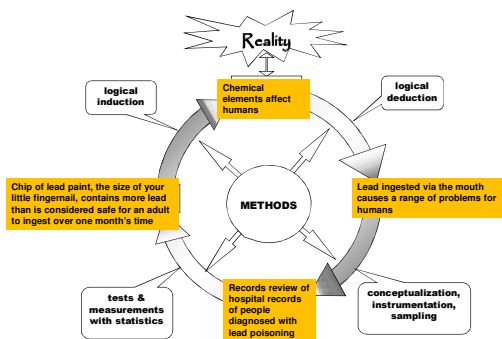 Reality
Chemical
elements affect
humans
logical
induction
logical
deduction
Chip of lead paint, the size of your
little fingernail, contains more lead
than is considered safe for an adult
to ingest over one month's time
METHODS
Lead ingested via the mouth
causes a range of problems for
humans
tests &
measurements
with statistics
Records review of
hospital records
of people
diagnosed with
lead poisoning
conceptualization,
instrumentation,
sampling